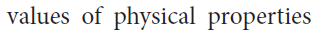 values of physical properties